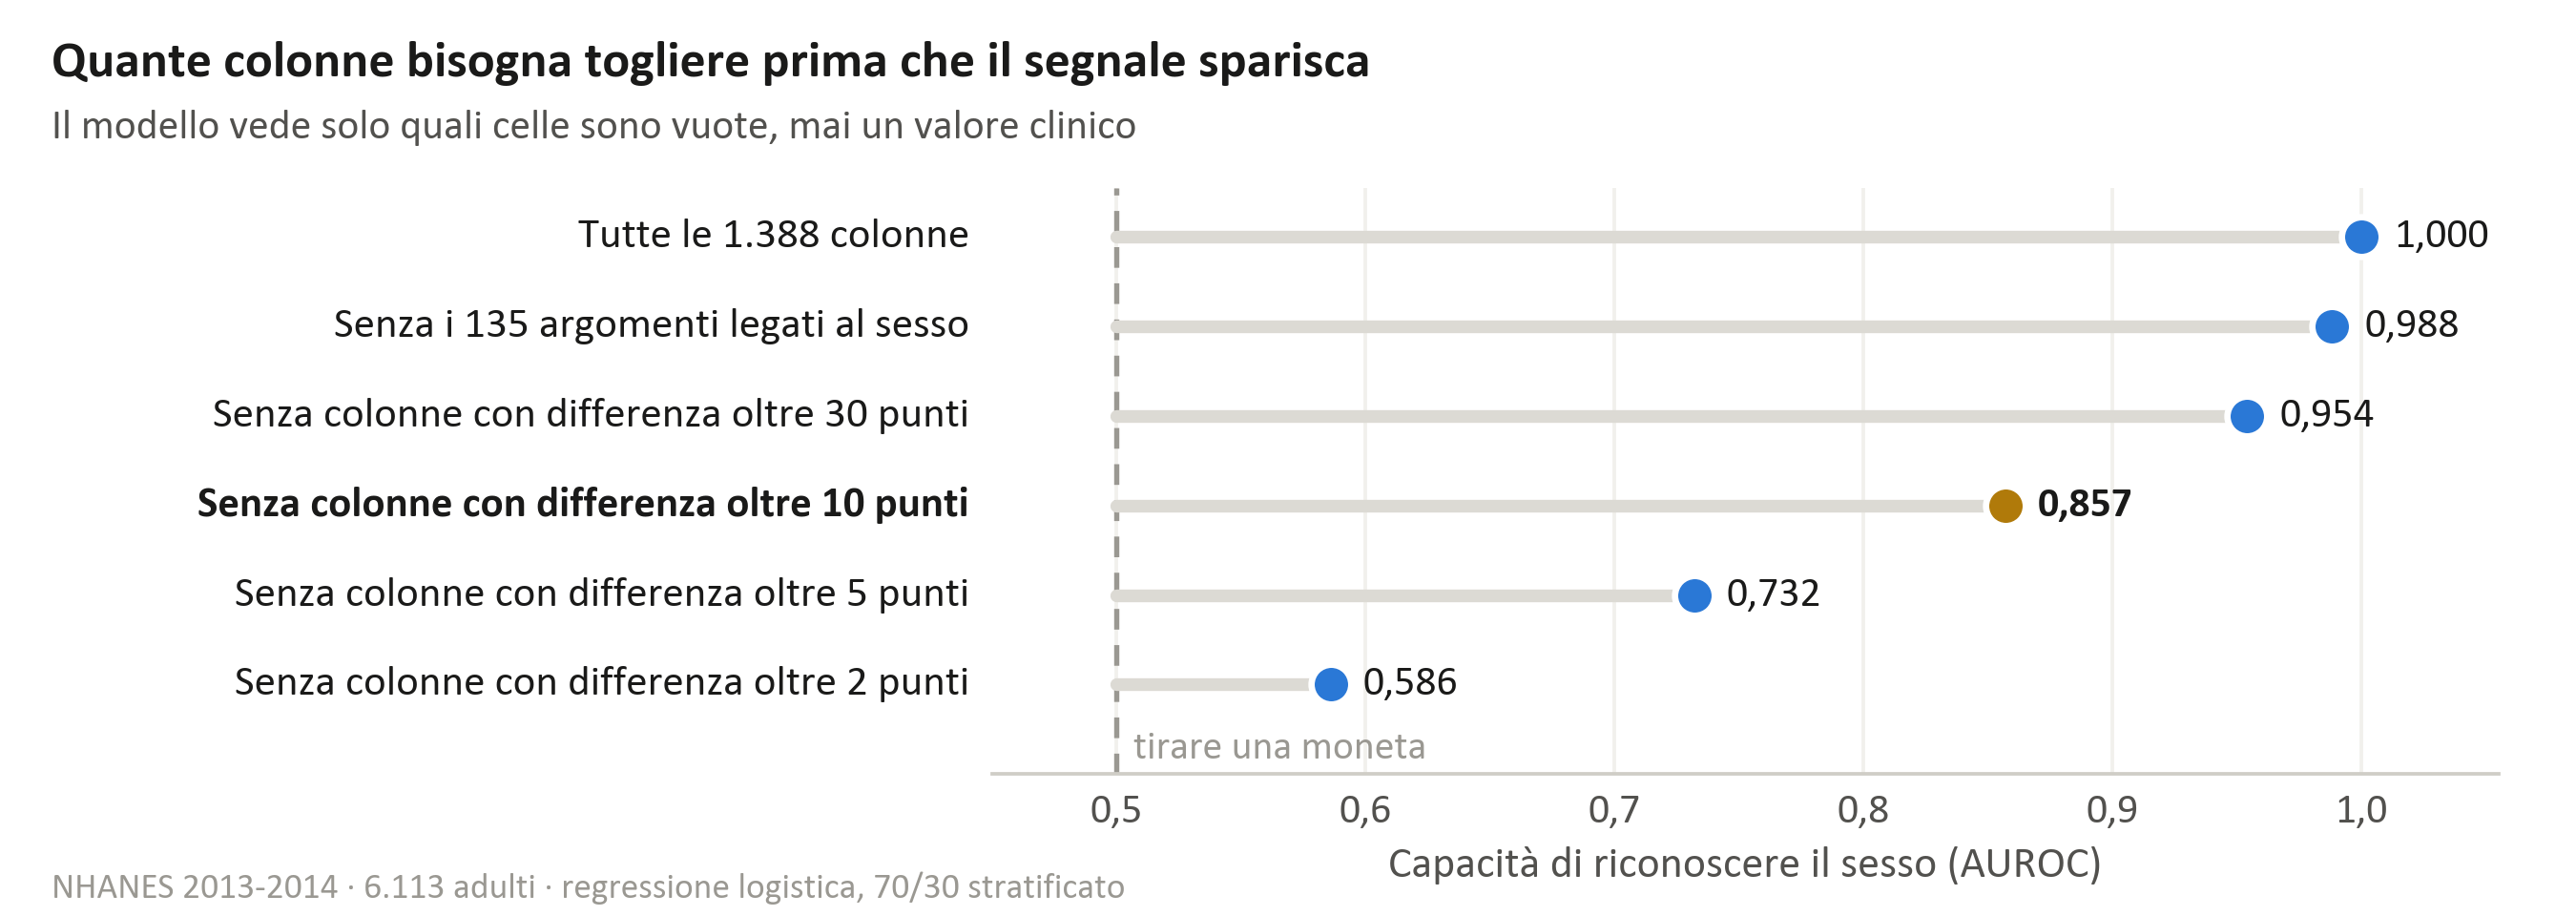 Quante colonne bisogna togliere prima che il segnale sparisca
Il modello vede solo quali celle sono vuote, mai un valore clinico
Tutte le 1.388 colonne
1,000
Senza i 135 argomenti legati al sesso
0,988
Senza colonne con differenza oltre 30 punti
0,954
Senza colonne con differenza oltre 10 punti
0,857
Senza colonne con differenza oltre 5 punti
0,732
Senza colonne con differenza oltre 2 punti
0,586
tirare una moneta
0,5
0,6
0,7
0,8
0,9
1,0
Capacità di riconoscere il sesso (AUROC)
NHANES 2013-2014 · 6.113 adulti · regressione logistica, 70/30 stratificato